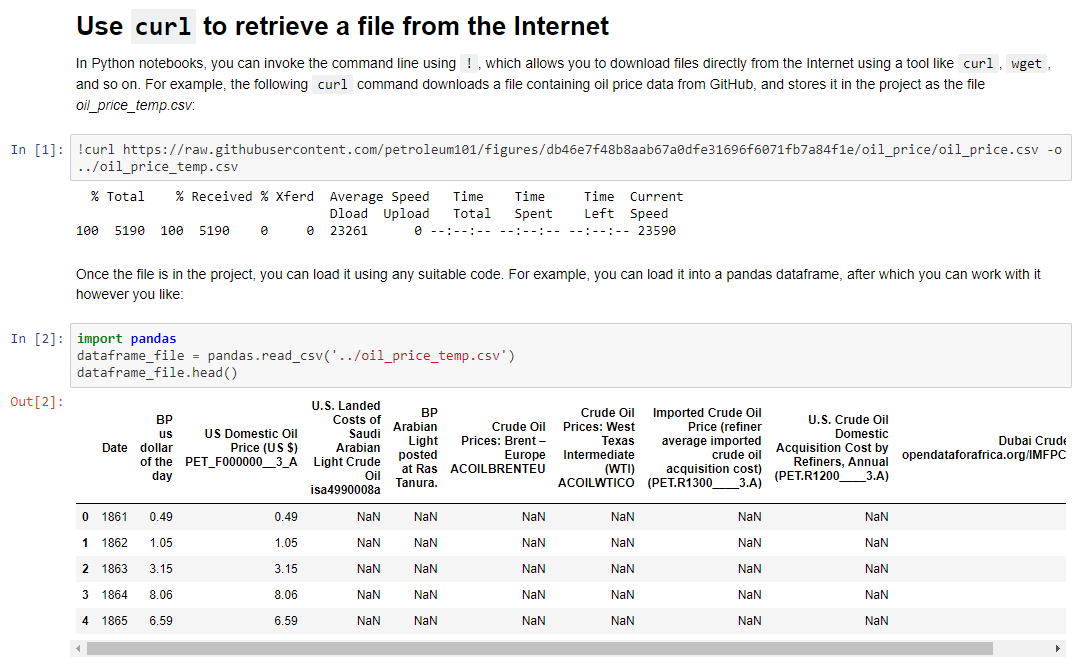 Use curl to retrieve a file from the Internet
In Python notebooks, you can invoke the command line using ! , which allows you to download files directly from the Internet using a tool like curl , wget ,
and so on. For example, the following curl command downloads a file containing oil price data from GitHub, and stores it in the project as the file
oil_price_temp.csv:
In [1]: !curl https://raw.githubusercontent.com/petroleum101/figures/db46e7f48b8aab67a0dfe31696f6071fb7a84f1e/oil_price/oil_price.csv -o
../oil_price_temp.csv
% Total % Received % Xferd Average Speed Time Time Time Current
Dload Upload Total Spent Left Speed
100 5190 100 5190 0 0 23261 0 --:--:-- --:--:-- --:--:-- 23590
Once the file is in the project, you can load it using any suitable code. For example, you can load it into a pandas dataframe, after which you can work with it
however you like:
In [2]: import pandas
dataframe_file = pandas.read_csv('../oil_price_temp.csv')
dataframe_file.head()
Out[2]:
Date
BP
us
dollar
of the
day
US Domestic Oil
Price (US $)
PET_F000000__3_A
U.S. Landed
Costs of
Saudi
Arabian
Light Crude
Oil
isa4990008a
BP
Arabian
Light
posted
at Ras
Tanura.
Crude Oil
Prices: Brent –
Europe
ACOILBRENTEU
Crude Oil
Prices: West
Texas
Intermediate
(WTI)
ACOILWTICO
Imported Crude Oil
Price (refiner
average imported
crude oil
acquisition cost)
(PET.R1300____3.A)
U.S. Crude Oil
Domestic
Acquisition Cost by
Refiners, Annual
(PET.R1200____3.A)
Dubai Crude
opendataforafrica.org/IMFPC
0 1861 0.49 0.49 NaN NaN NaN NaN NaN NaN
1 1862 1.05 1.05 NaN NaN NaN NaN NaN NaN
2 1863 3.15 3.15 NaN NaN NaN NaN NaN NaN
3 1864 8.06 8.06 NaN NaN NaN NaN NaN NaN
4 1865 6.59 6.59 NaN NaN NaN NaN NaN NaN